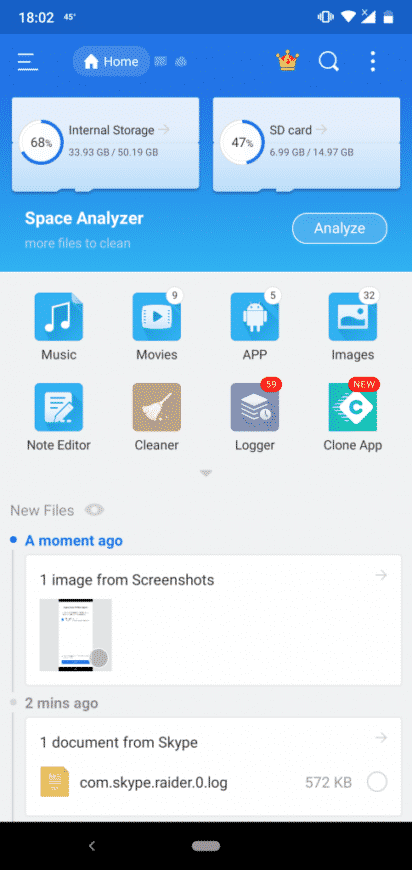 18:02 45°
Home
68% Internal Storage
33.93 GB / 50.19 GB
47% SD card
6.99 GB / 14.97 GB
Space Analyzer
more files to clean
Analyze
9 5 32
Music Movies APP Images
59 NEW
Note Editor Cleaner Logger Clone App
New Files
A moment ago
1 image from Screenshots
2 mins ago
1 document from Skype
com.skype.raider.0.log 572 KB